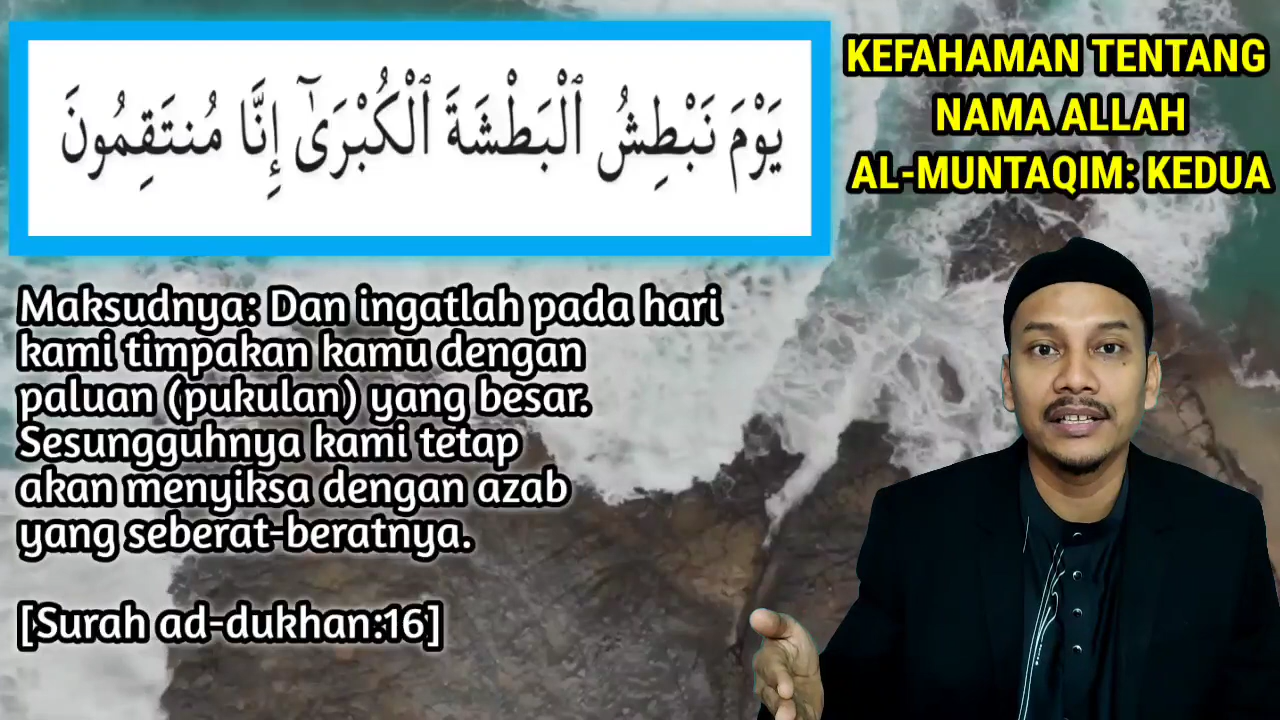 يَوْمَ نَبْطِشُ ٱلْبَطْشَةَ ٱلْكُبْرَىٰٓ إِنَّا مُنتَقِمُونَ
KEFAHAMAN TENTANG
NAMA ALLAH
AL-MUNTAQIM: KEDUA
Maksudnya: Dan ingatlah pada hari
kami timpakan kamu dengan
paluan (pukulan) yang besar.
Sesungguhnya kami tetap
akan menyiksa dengan azab
yang seberat-beratnya.
[Surah ad-dukhan:16]